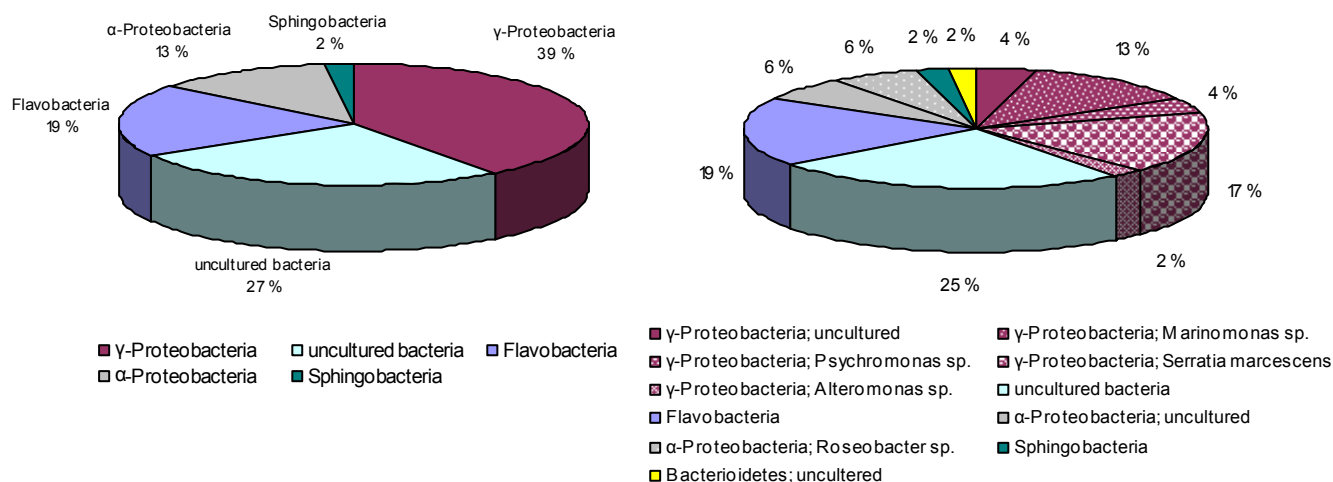 Sphingobacteria
2 %
α-Proteobacteria
13 %
γ-Proteobacteria
39 %
Flavobacteria
19 %
uncultured bacteria
27 %
γ-Proteobacteria
uncultured bacteria
Flavobacteria
α-Proteobacteria
Sphingobacteria
6 %
6 %
2 %
2 %
4 %
13 %
4 %
17 %
2 %
25 %
19 %
γ-Proteobacteria; uncultured
γ-Proteobacteria; Marinomonas sp.
γ-Proteobacteria; Psychromonas sp.
γ-Proteobacteria; Serratia marcescens
γ-Proteobacteria; Alteromonas sp.
uncultured bacteria
Flavobacteria
α-Proteobacteria; uncultured
α-Proteobacteria; Roseobacter sp.
Sphingobacteria
Bacterioidetes; uncultered